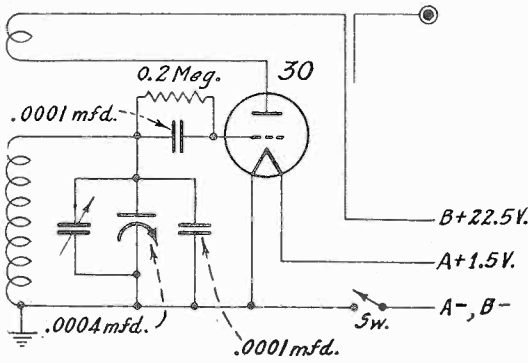 0.2 Meg.
30
.0001 mfd.
B+22.5V.
A+1.5V.
Sw.
A-, B-
.0004 mfd.
.0001 mfd.